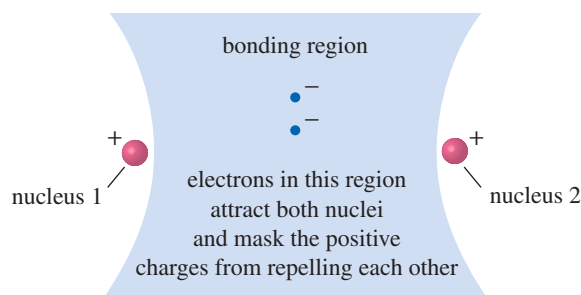 bonding region
−
−
+
+
nucleus 1
nucleus 2
electrons in this region
attract both nuclei
and mask the positive
charges from repelling each other